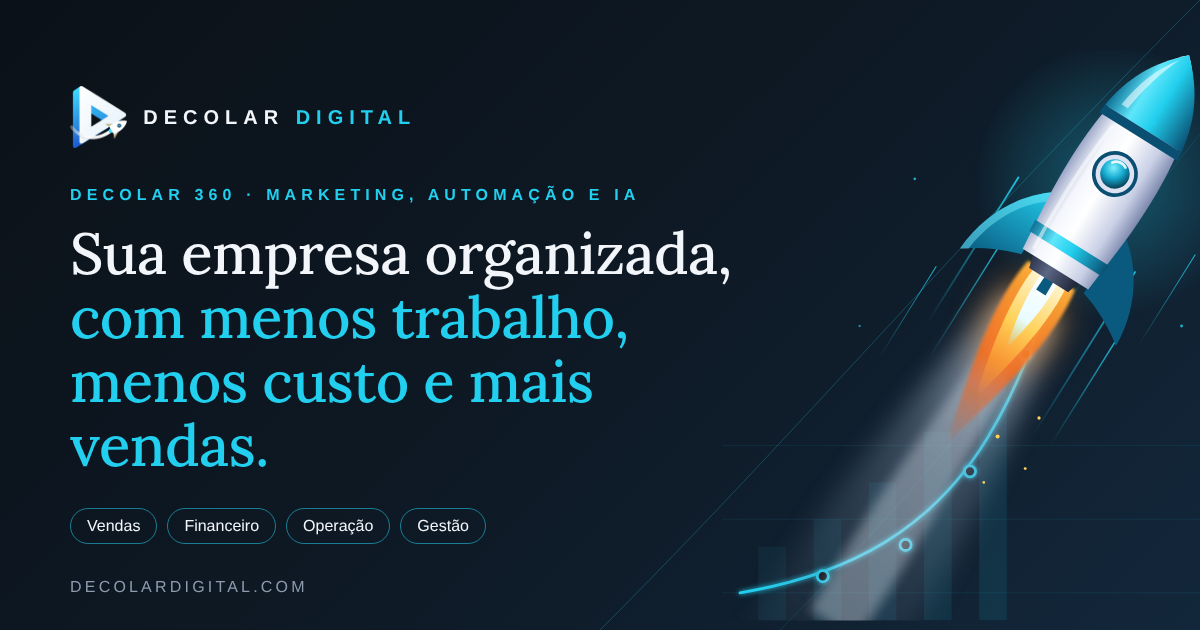 DECOLAR DIGITAL
DECOLAR 360 · MARKETING, AUTOMAÇÃO E IA
Sua empresa organizada,
com menos trabalho,
menos custo e mais
vendas.
Vendas Financeiro Operação Gestão
DECOLARDIGITAL.COM